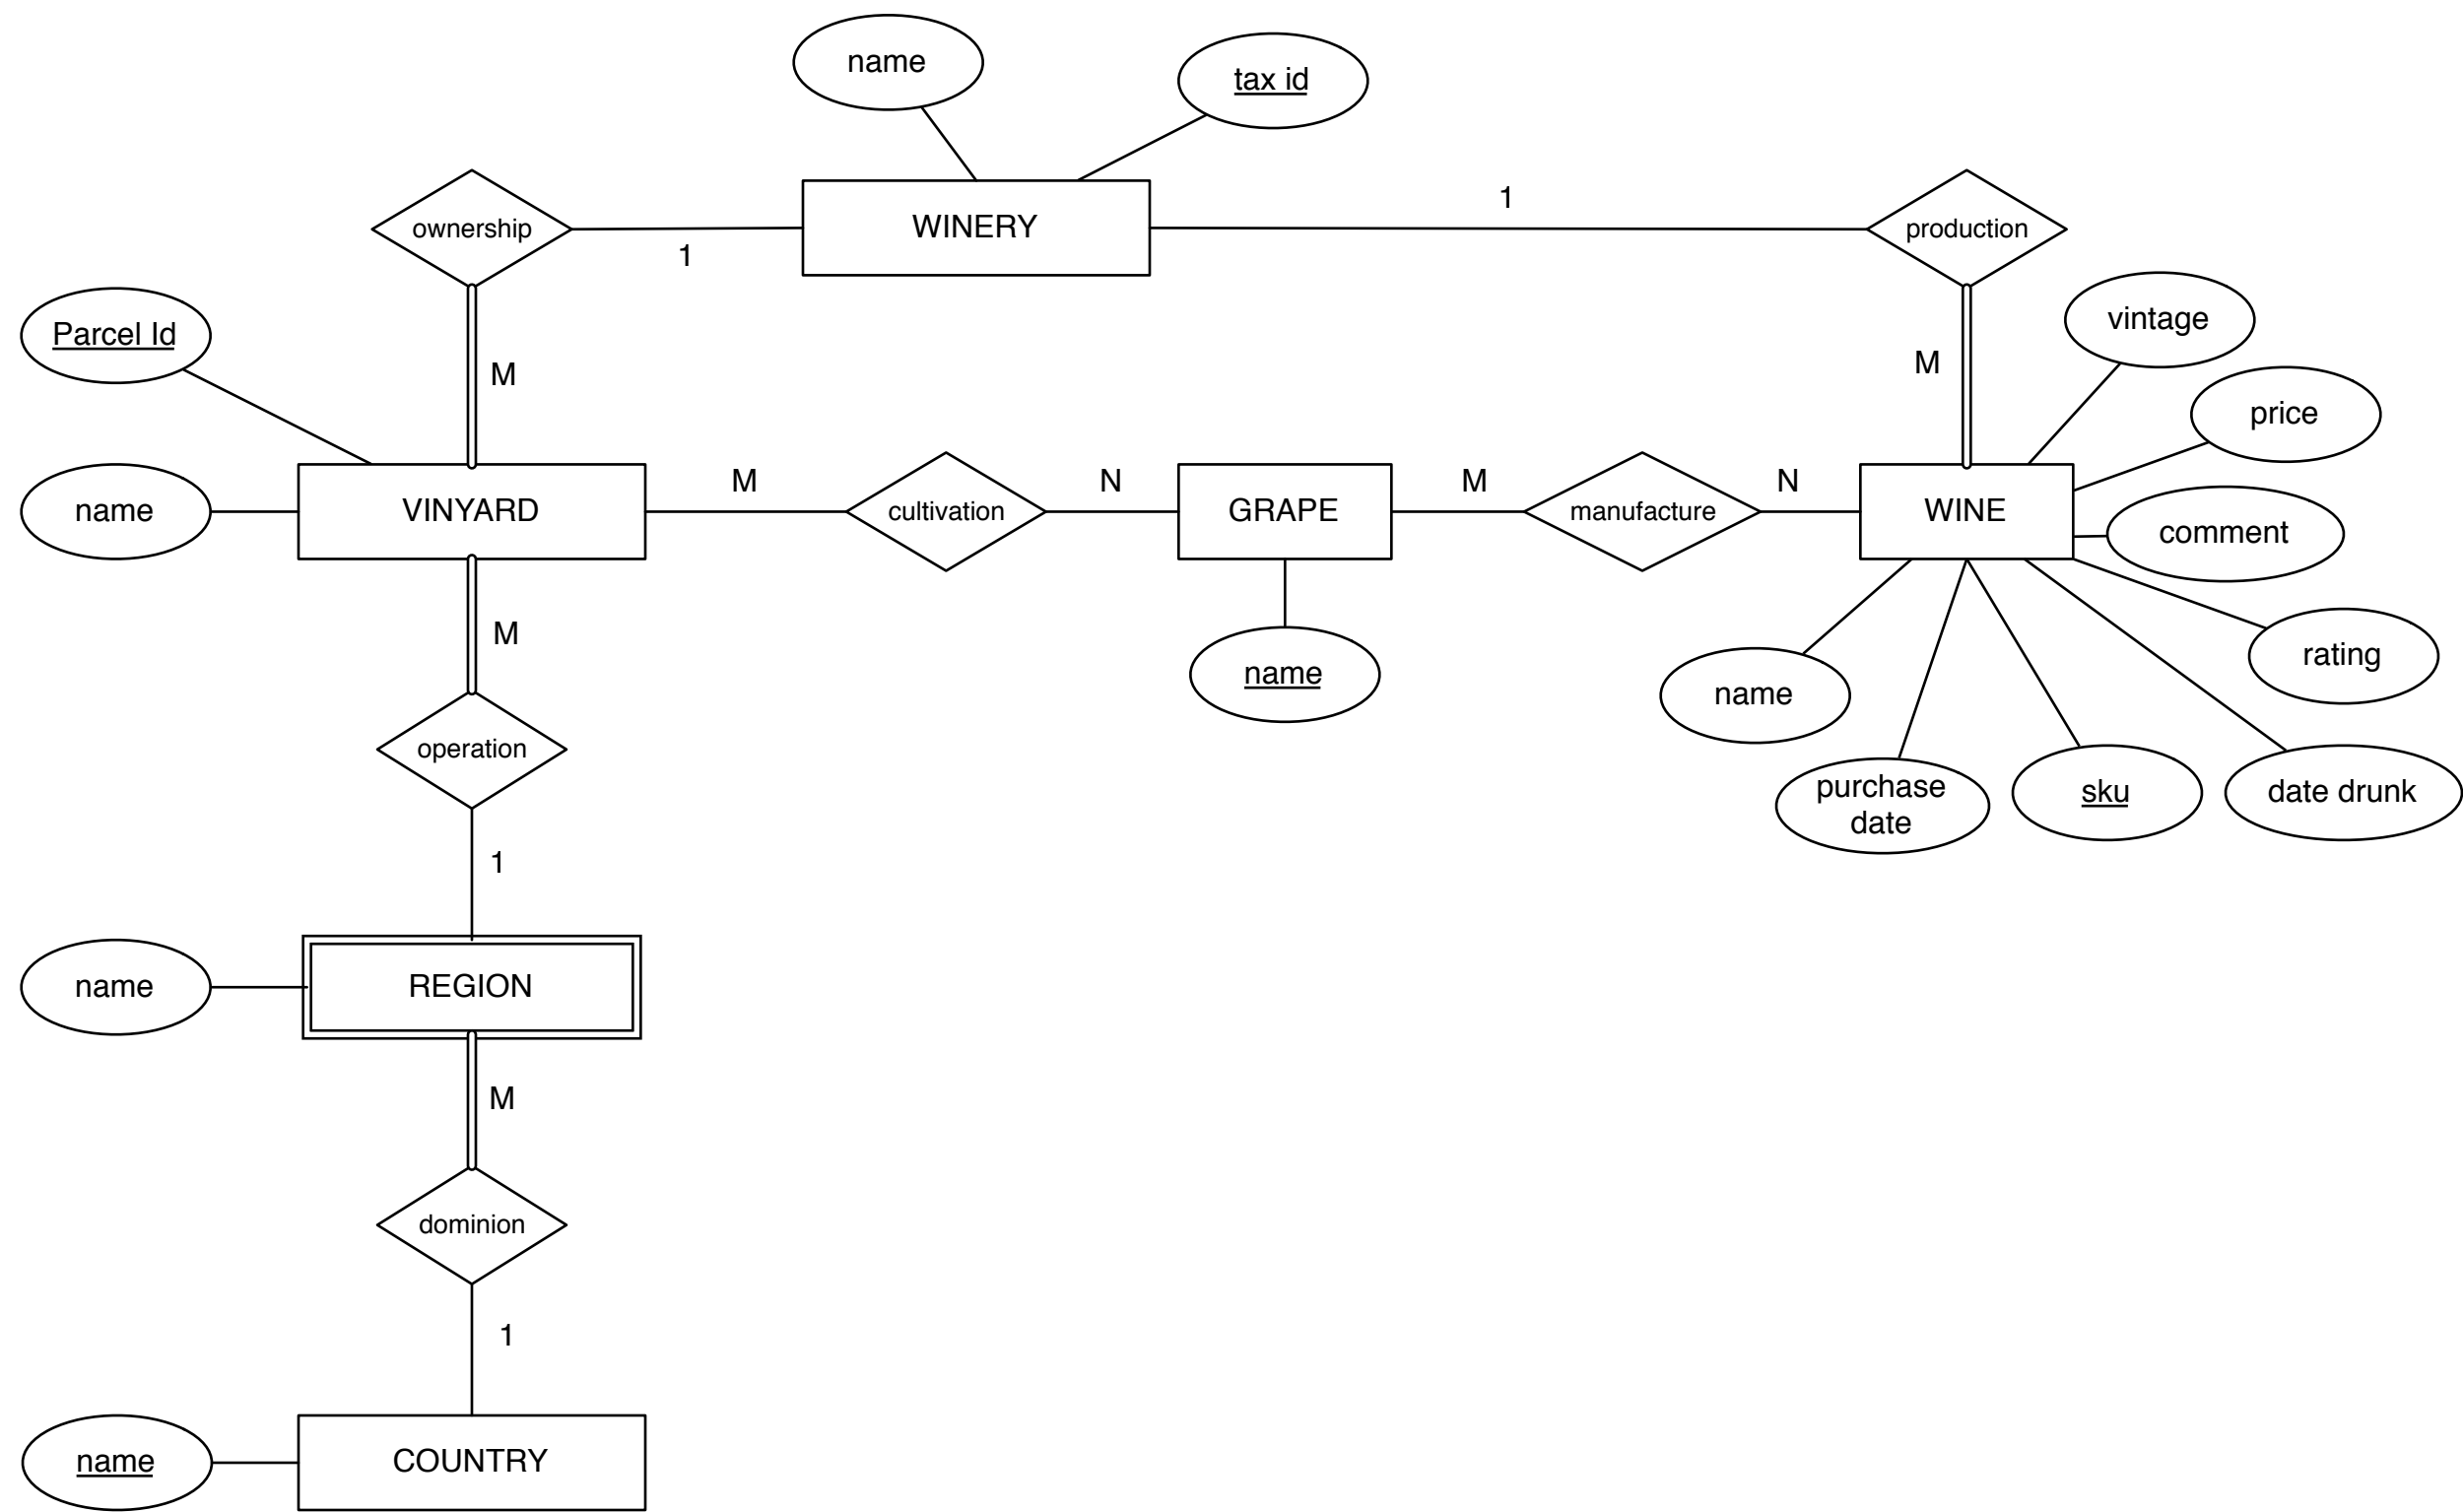 name
tax id
ownership
1
WINERY
1
production
Parcel Id
M
M
vintage
price
name
VINYARD
M
cultivation
N
GRAPE
M
manufacture
N
WINE
comment
M
name
name
rating
operation
purchase
date
sku
date drunk
1
name
REGION
M
dominion
1
name
COUNTRY